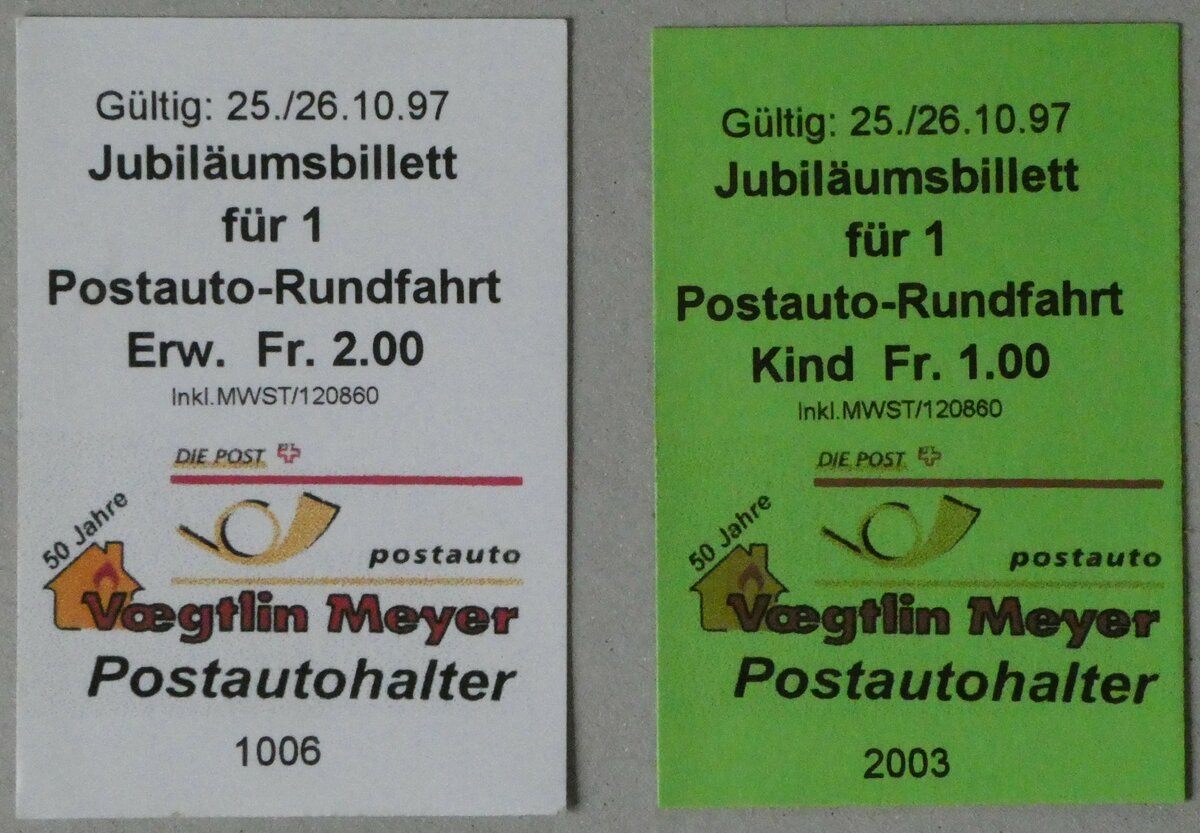 Gültig: 25./26.10.97
Jubiläumsbillett
für 1
Postauto-Rundfahrt
Erw. Fr. 2.00
Inkl.MWST/120860
DIE POST
50 Jahre
postauto
Vœgtlin Meyer
Postautohalter
1006
Gültig: 25./26.10.97
Jubiläumsbillett
für 1
Postauto-Rundfahrt
Kind Fr. 1.00
Inkl.MWST/120860
DIE POST
50 Jahre
postauto
Vœgtlin Meyer
Postautohalter
2003